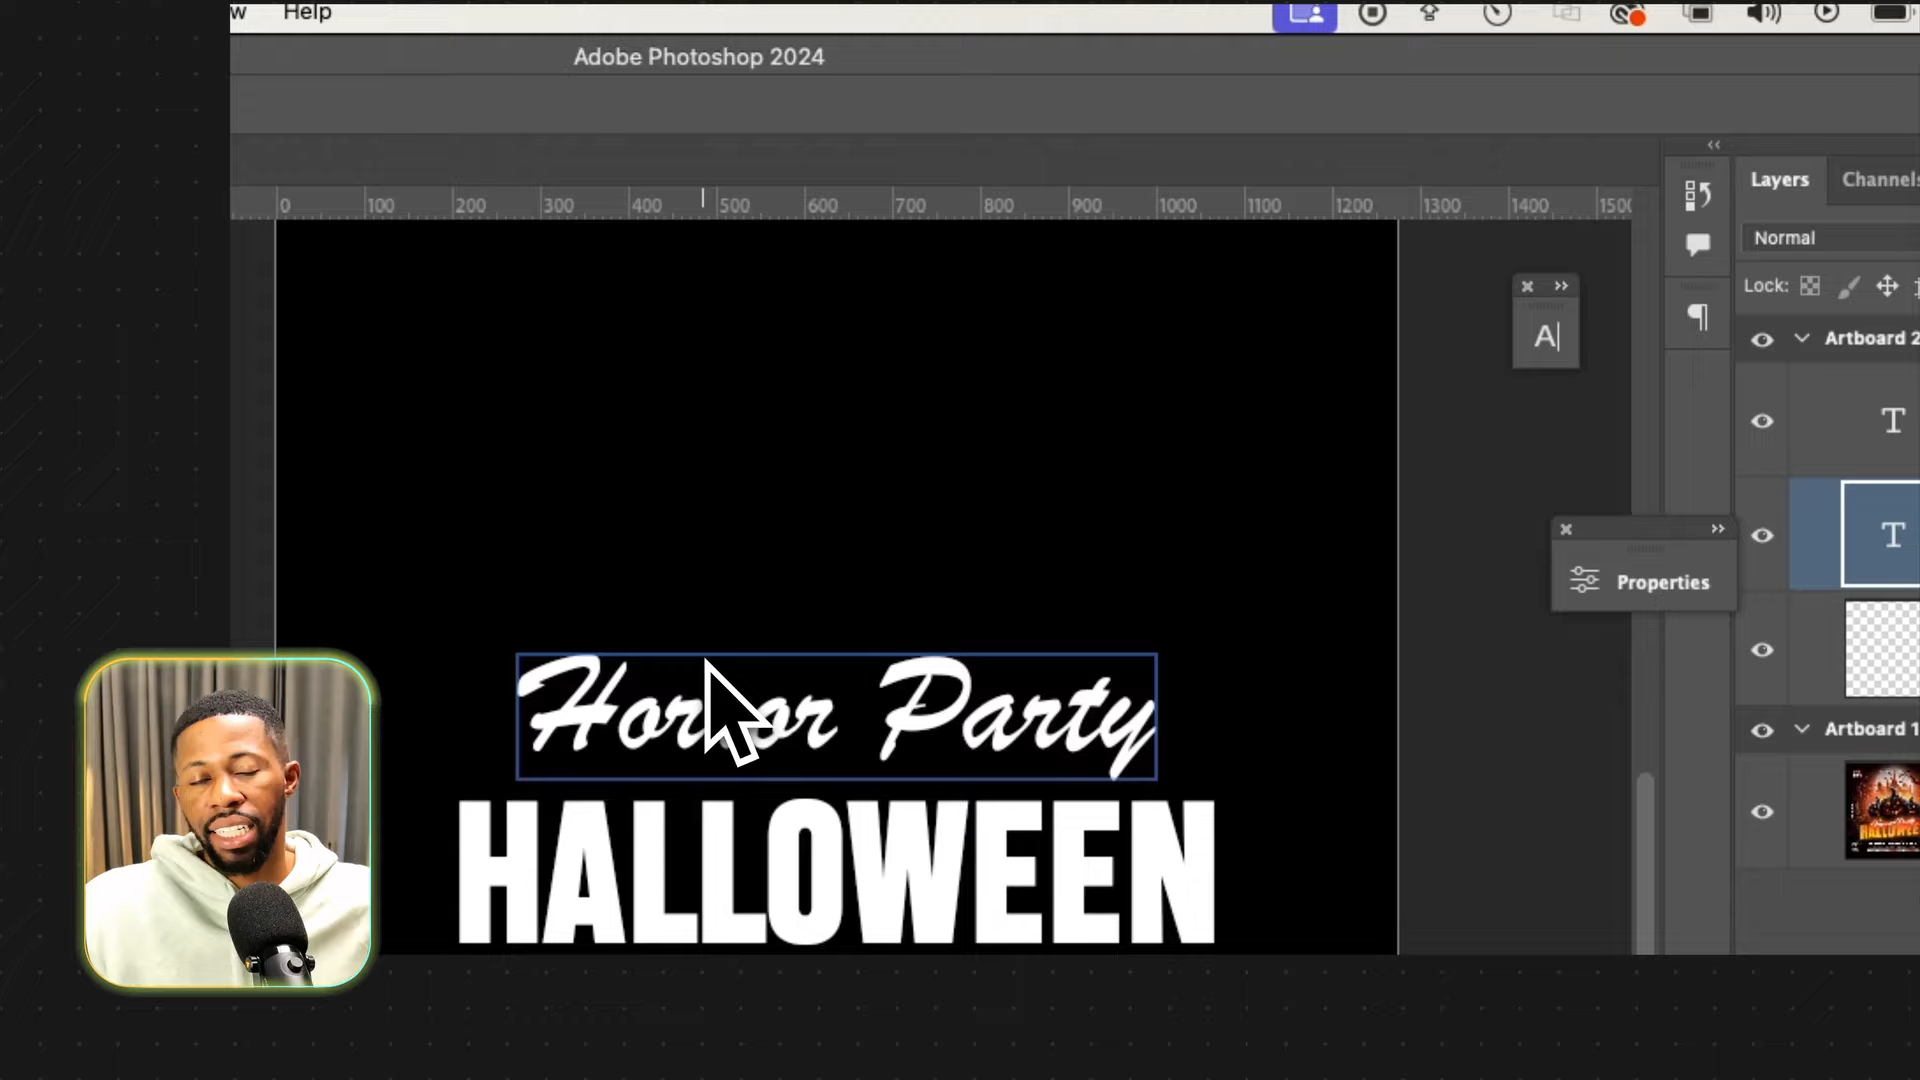 w Help
Adobe Photoshop 2024
0 100 200 300 400 500 600 700 800 900 1000 1100 1200 1300 1400 1500
Layers Channels
Normal
A
Lock:
Artboard 2
T
T
Properties
Horror Party
Artboard 1
HALLOWEEN
HALLOWEEN